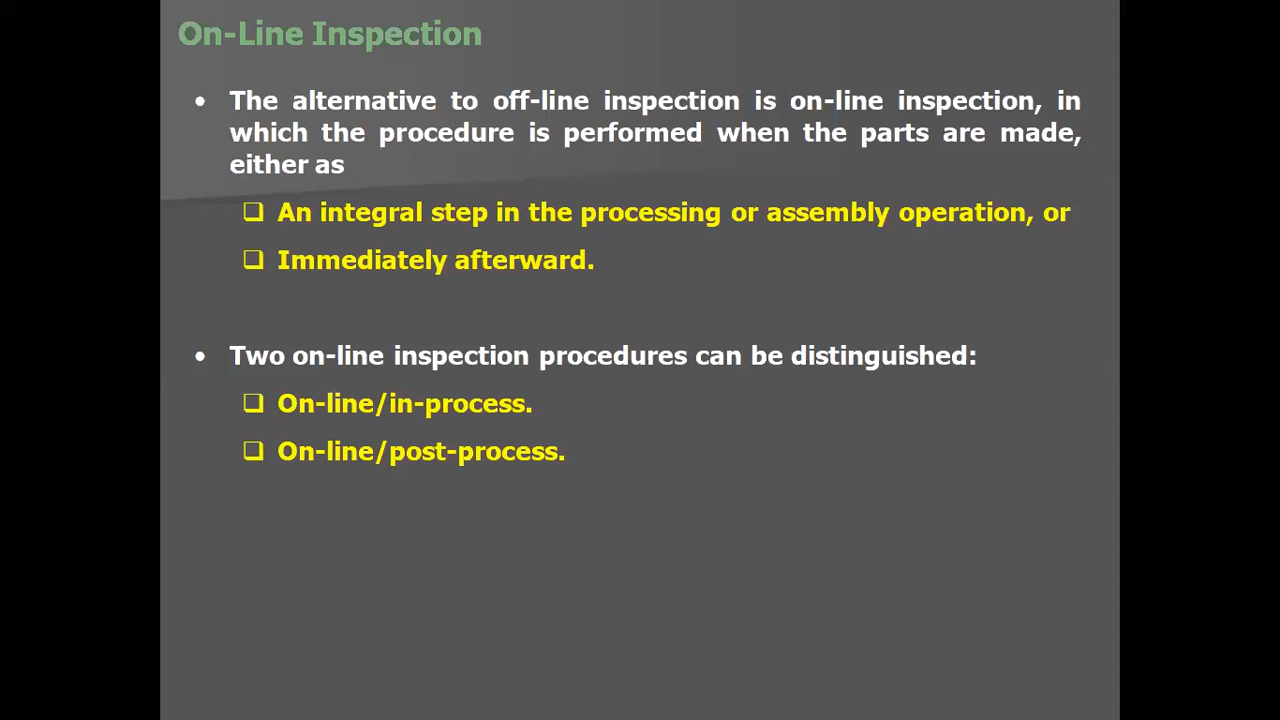 On-Line Inspection
• The alternative to off-line inspection is on-line inspection, in
which the procedure is performed when the parts are made,
either as
❑ An integral step in the processing or assembly operation, or
❑ Immediately afterward.
• Two on-line inspection procedures can be distinguished:
❑ On-line/in-process.
❑ On-line/post-process.